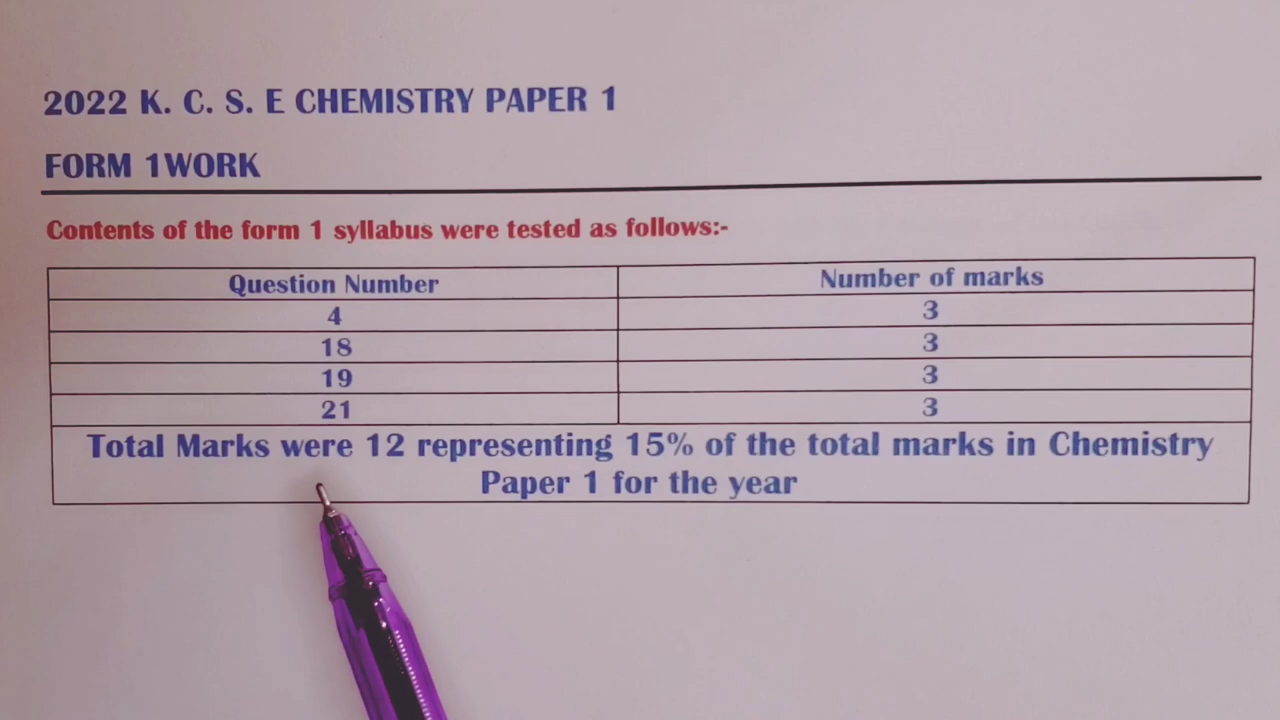 2022 K. C. S. E CHEMISTRY PAPER 1
FORM 1WORK
Contents of the form 1 syllabus were tested as follows:-
Question Number Number of marks
4 3
18 3
19 3
21 3
Total Marks were 12 representing 15% of the total marks in Chemistry
Paper 1 for the year